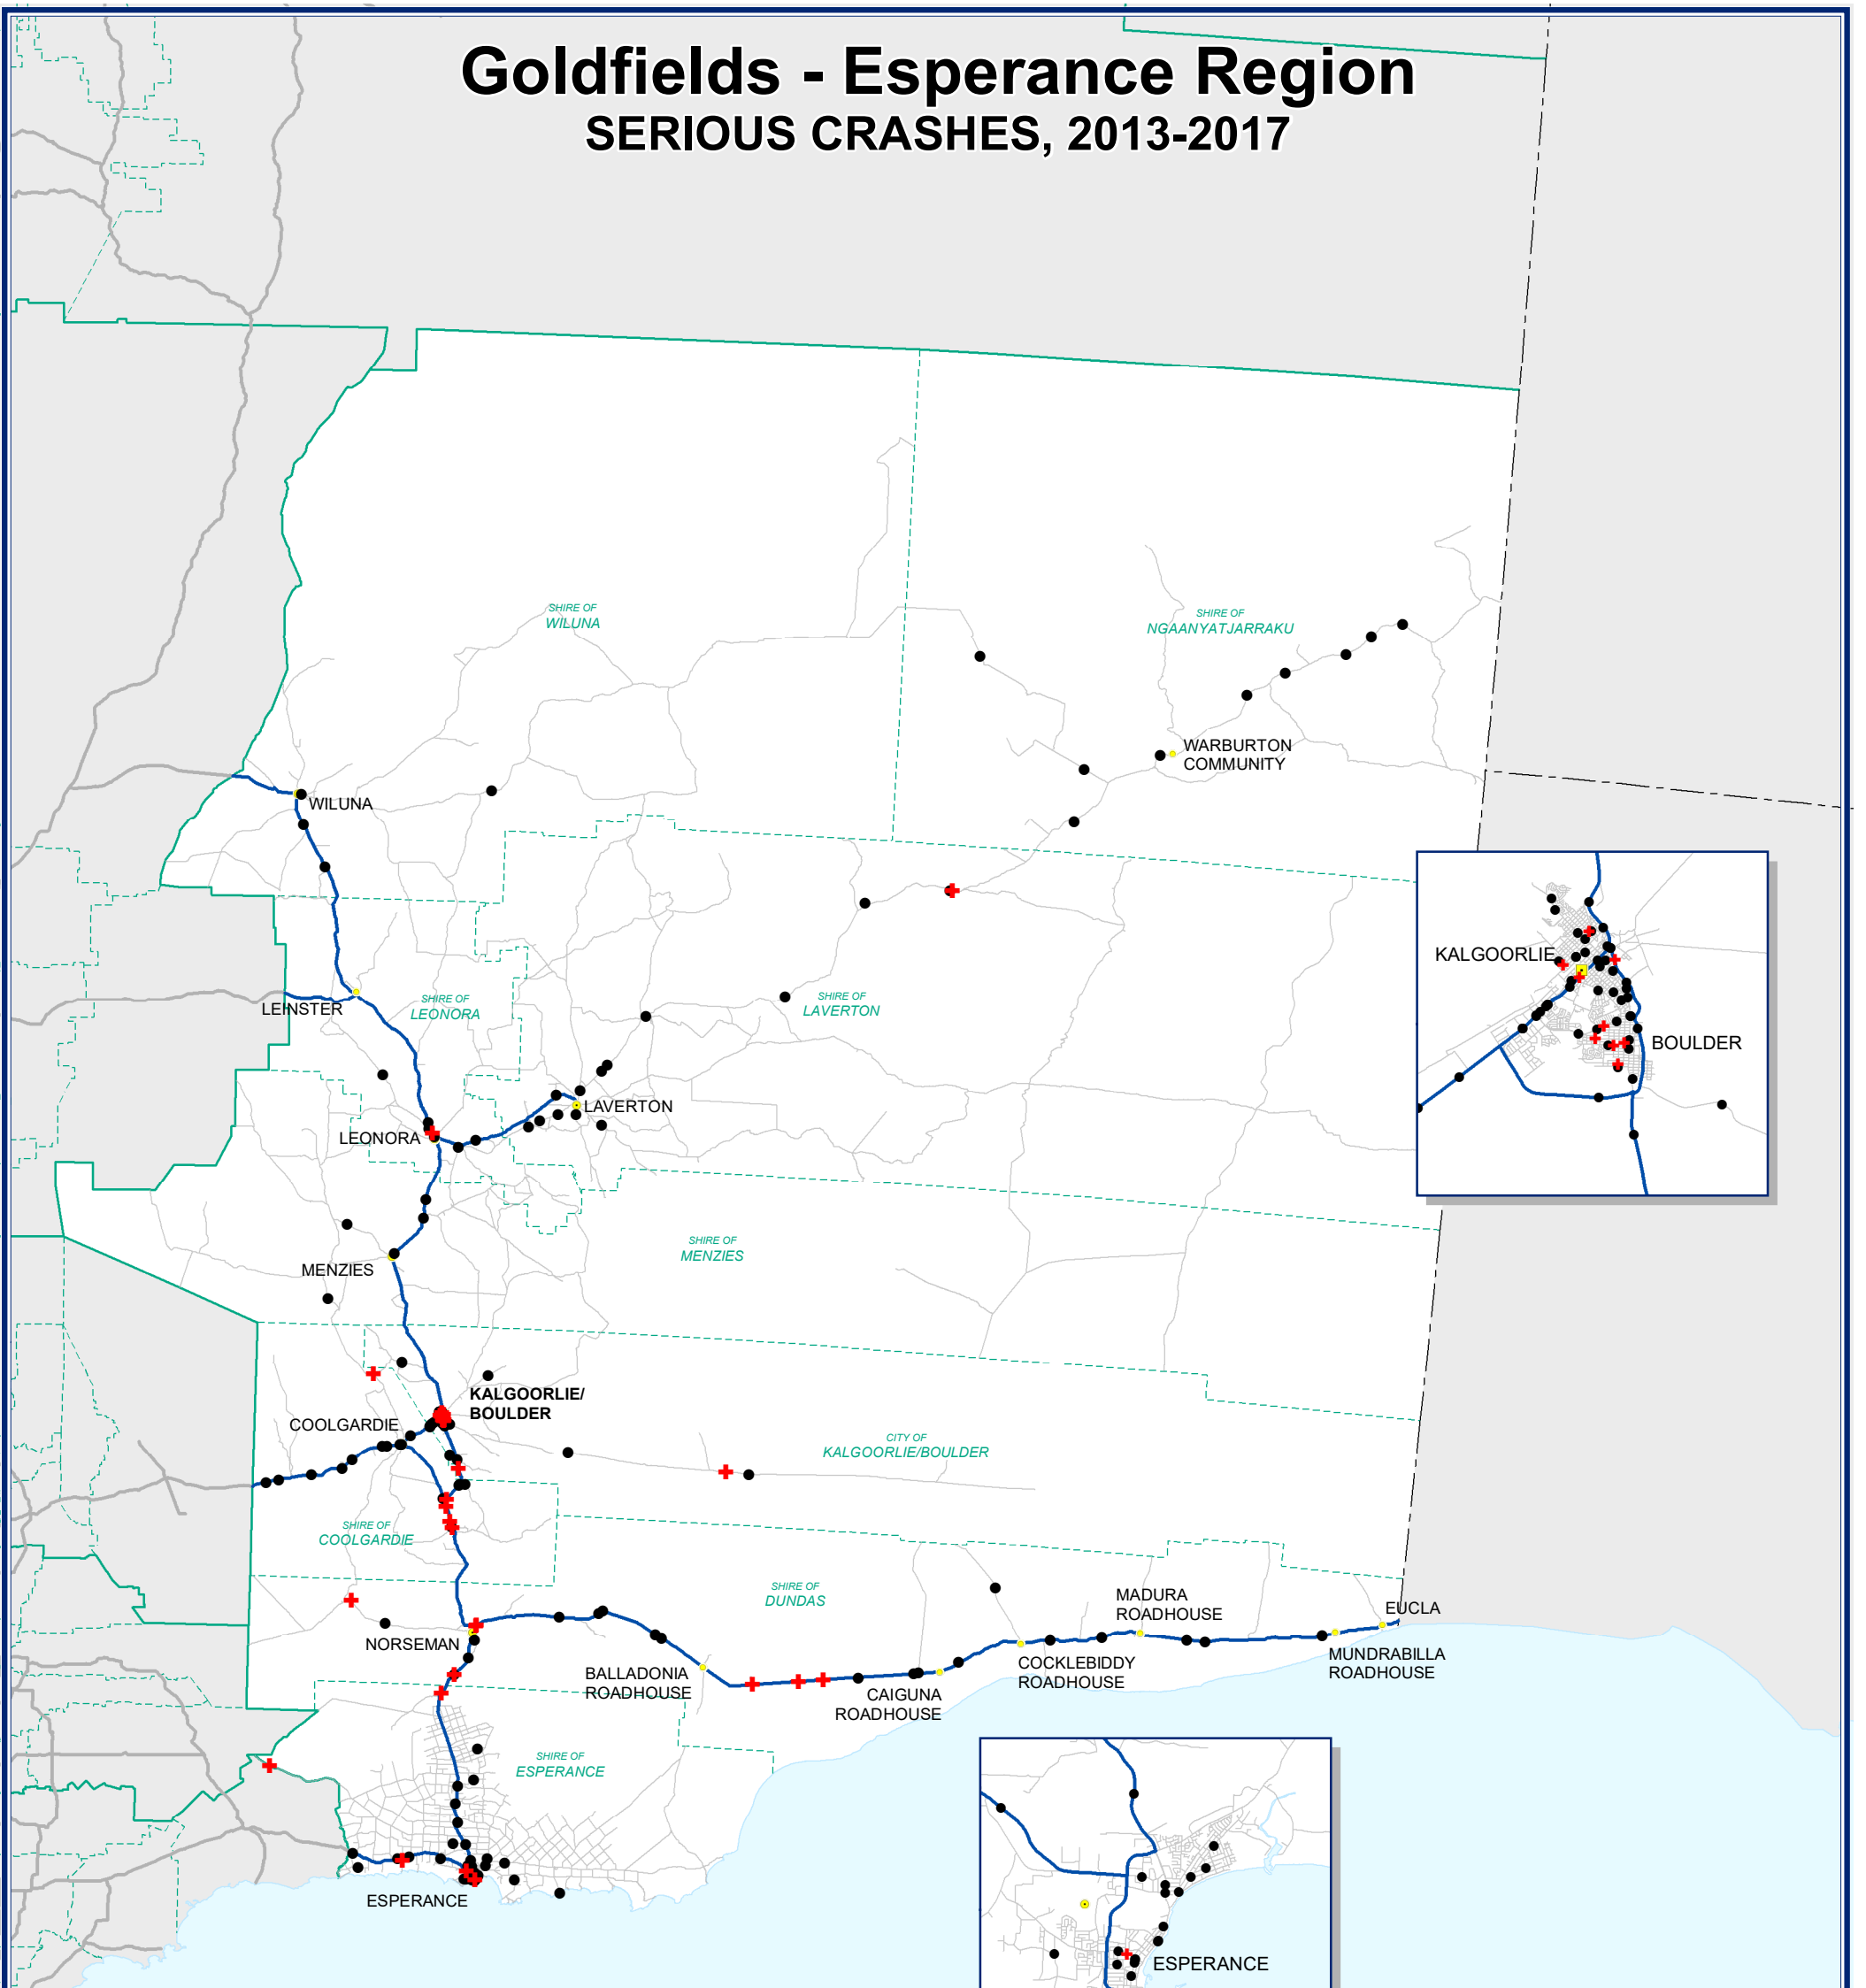 Goldfields - Esperance Region
SERIOUS CRASHES, 2013-2017
SHIRE OF
WILUNA
SHIRE OF
NGAANYATJARRAKU
WARBURTON
COMMUNITY
WILUNA
KALGOORLIE
BOULDER
LEINSTER
SHIRE OF
LEONORA
SHIRE OF
LAVERTON
LAVERTON
LEONORA
SHIRE OF
MENZIES
MENZIES
KALGOORLIE/
BOULDER
COOLGARDIE
CITY OF
KALGOORLIE/BOULDER
SHIRE OF
COOLGARDIE
SHIRE OF
DUNDAS
MADURA
ROADHOUSE
EUCLA
NORSEMAN
BALLADONIA
ROADHOUSE
COCKLEBIDDY
ROADHOUSE
MUNDRABILLA
ROADHOUSE
CAIGUNA
ROADHOUSE
SHIRE OF
ESPERANCE
ESPERANCE
ESPERANCE